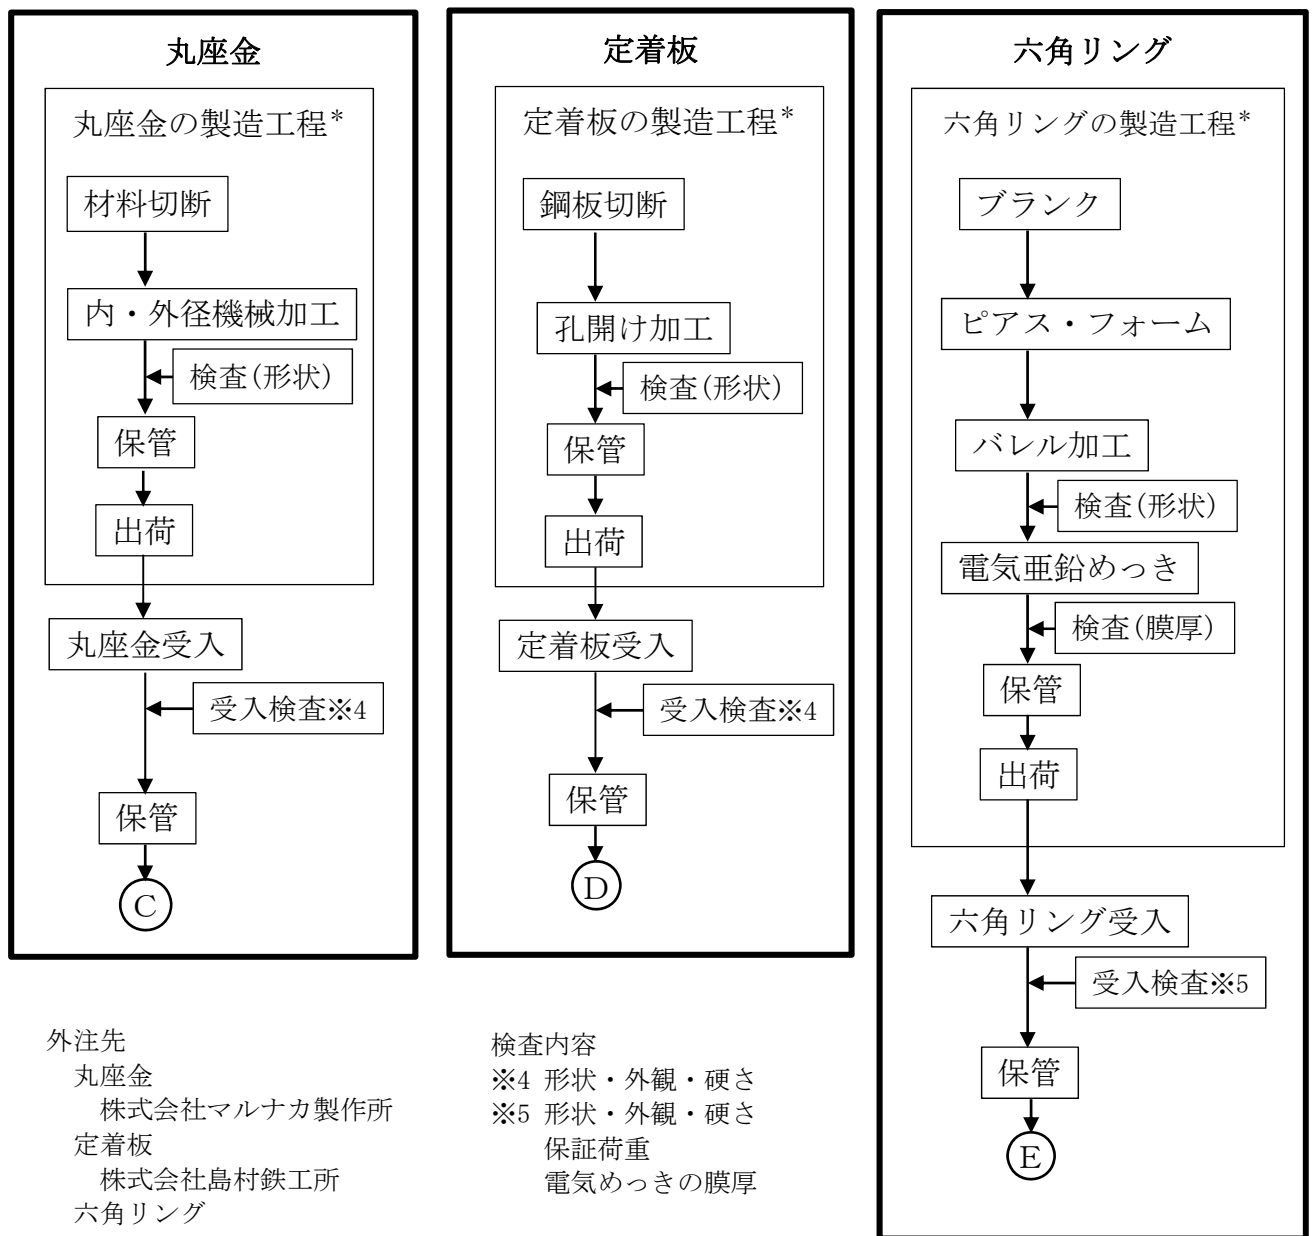 丸座金
丸座金の製造工程*
材料切断
内・外径機械加工
検査(形状)
保管
出荷
丸座金受入
受入検査※4
保管
C
定着板
定着板の製造工程*
鋼板切断
孔開け加工
検査(形状)
保管
出荷
定着板受入
受入検査※4
保管
D
六角リング
六角リングの製造工程*
ブランク
ピアス・フォーム
バレル加工
検査(形状)
電気亜鉛めっき
検査(膜厚)
保管
出荷
六角リング受入
受入検査※5
保管
E
外注先
丸座金
株式会社マルナカ製作所
定着板
株式会社島村鉄工所
六角リング
検査内容
※4 形状・外観・硬さ
※5 形状・外観・硬さ
保証荷重
電気めっきの膜厚